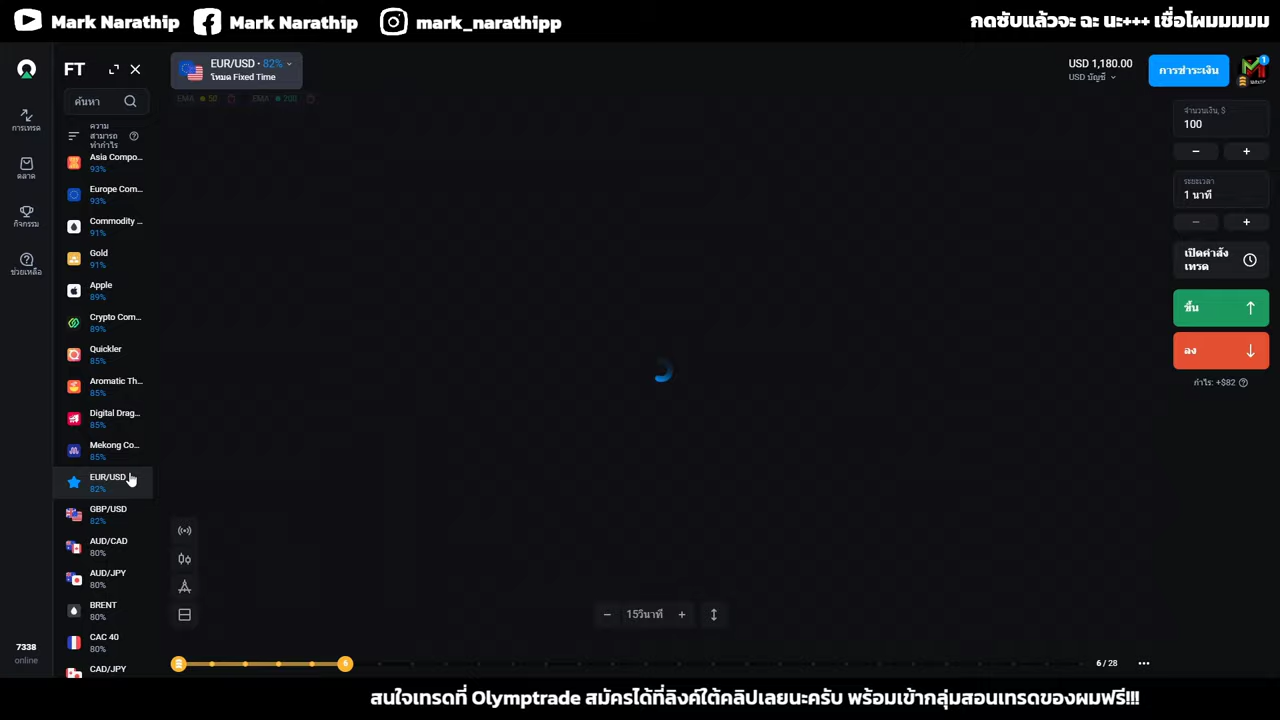 Mark Narathip Mark Narathip mark_narathipp กดซับแล้วจะ ฉะ นะ+++ เชื่อโผมมมมม
FT
EUR/USD · 82%
โหมด Fixed Time
USD 1,180.00
USD บัญชี
การชำระเงิน
1
EMA 50 EMA 200
ค้นหา
ความ
สามารถ
ทำกำไร
การเทรด
ตลาด
กิจกรรม
ช่วยเหลือ
Asia Compo...
93%
Europe Com...
93%
Commodity ...
91%
Gold
91%
Apple
89%
Crypto Com...
89%
Quickler
85%
Aromatic Th...
85%
Digital Drag...
85%
Mekong Co...
85%
EUR/USD
82%
GBP/USD
82%
AUD/CAD
80%
AUD/JPY
80%
BRENT
80%
CAC 40
80%
CAD/JPY
7338
online
จำนวนเงิน, $
100
− +
ระยะเวลา
1 นาที
− +
เปิดคำสั่ง
เทรด
ขึ้น
ลง
กำไร: +$82
− 15วินาที +
6
6 / 28
สนใจเทรดที่ Olymptrade สมัครได้ที่ลิงค์ใต้คลิปเลยนะครับ พร้อมเข้ากลุ่มสอนเทรดของผมฟรี!!!